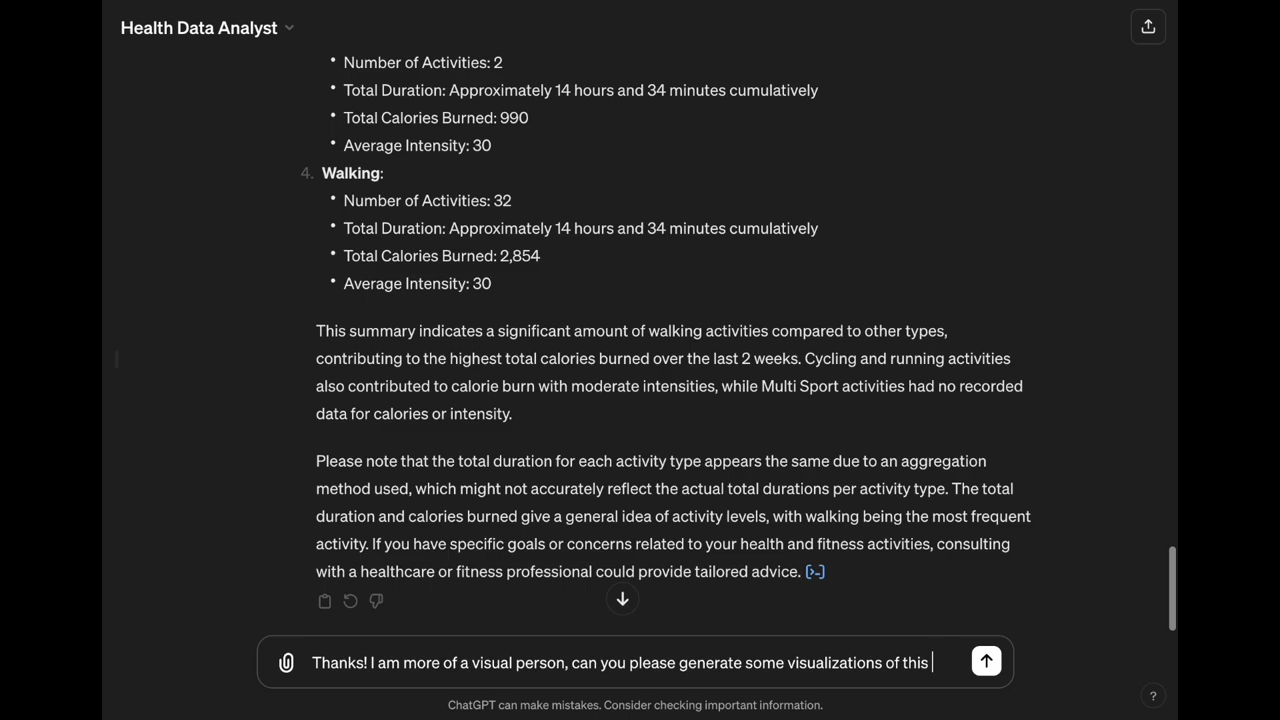 Health Data Analyst
• Number of Activities: 2
• Total Duration: Approximately 14 hours and 34 minutes cumulatively
• Total Calories Burned: 990
• Average Intensity: 30
4. Walking:
• Number of Activities: 32
• Total Duration: Approximately 14 hours and 34 minutes cumulatively
• Total Calories Burned: 2,854
• Average Intensity: 30
This summary indicates a significant amount of walking activities compared to other types,
contributing to the highest total calories burned over the last 2 weeks. Cycling and running activities
also contributed to calorie burn with moderate intensities, while Multi Sport activities had no recorded
data for calories or intensity.
Please note that the total duration for each activity type appears the same due to an aggregation
method used, which might not accurately reflect the actual total durations per activity type. The total
duration and calories burned give a general idea of activity levels, with walking being the most frequent
activity. If you have specific goals or concerns related to your health and fitness activities, consulting
with a healthcare or fitness professional could provide tailored advice. [>-]
Thanks! I am more of a visual person, can you please generate some visualizations of this
ChatGPT can make mistakes. Consider checking important information.
?